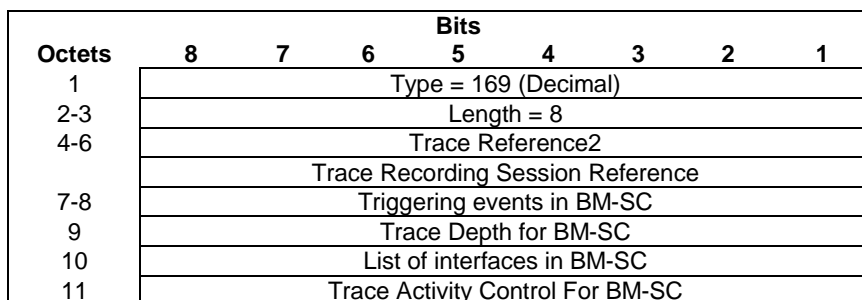 Bits
Octets 8 7 6 5 4 3 2 1
1 Type = 169 (Decimal)
2-3 Length = 8
4-6 Trace Reference2
Trace Recording Session Reference
7-8 Triggering events in BM-SC
9 Trace Depth for BM-SC
10 List of interfaces in BM-SC
11 Trace Activity Control For BM-SC